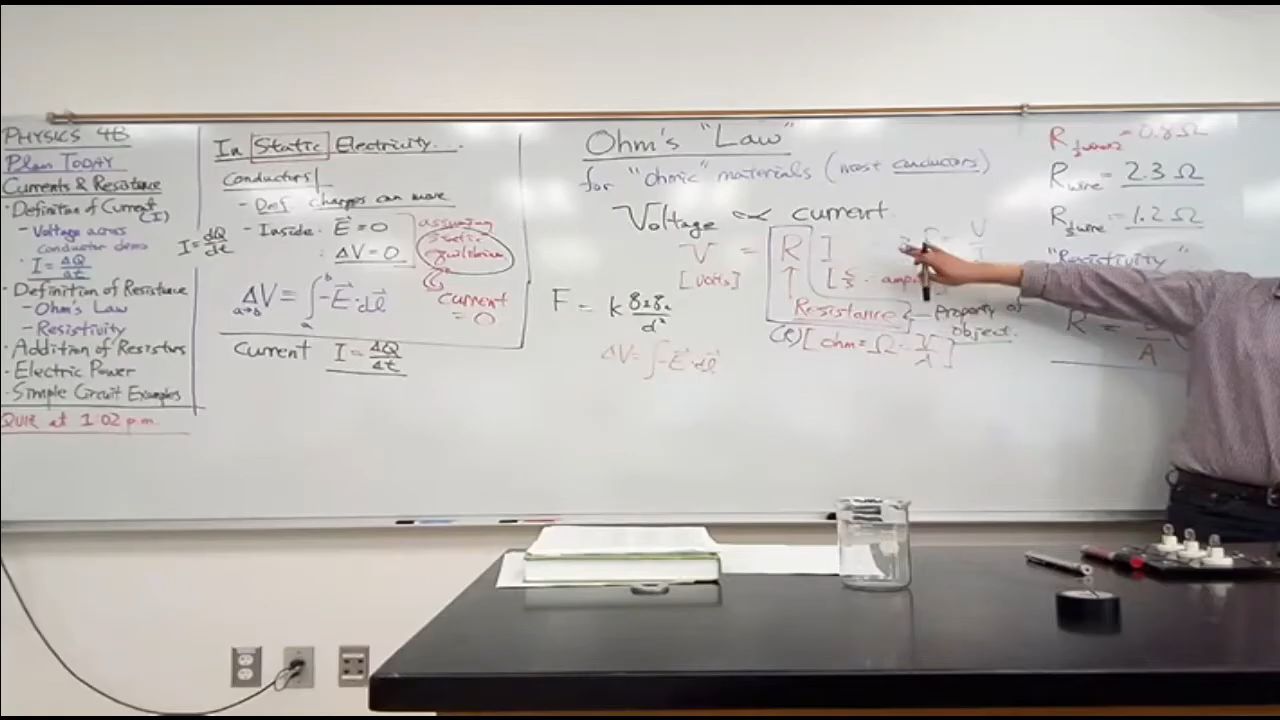 PHYSICS 4B
Plan TODAY
Currents & Resistance
· Definition of Current (I)
- Voltage across
conductor demo
· I = ΔQ/Δt
· Definition of Resistance
- Ohm's Law
- Resistivity
· Addition of Resistors
· Electric Power
· Simple Circuit Examples
QUIZ at 1:02 p.m.
I = dQ/dt
In Static Electricity...
Conductors
- Def charges can move
- Inside: E = 0
: ΔV = 0
assuming
static
equilibrium
current
= 0
ΔV a→b = ∫ -E·dl
Current I = ΔQ/Δt
Ohm's "Law"
for "ohmic" materials (most conductors)
Voltage ∝ current
V = R I
[volts]
Resistance
(R) [ohm = Ω = V/A]
property of
object.
F = k
d²
ΔV = ∫ -E·dl
R = 0.8 Ω
R wire = 2.3 Ω
R = 1.2 Ω
"Resistivity"
R =
A